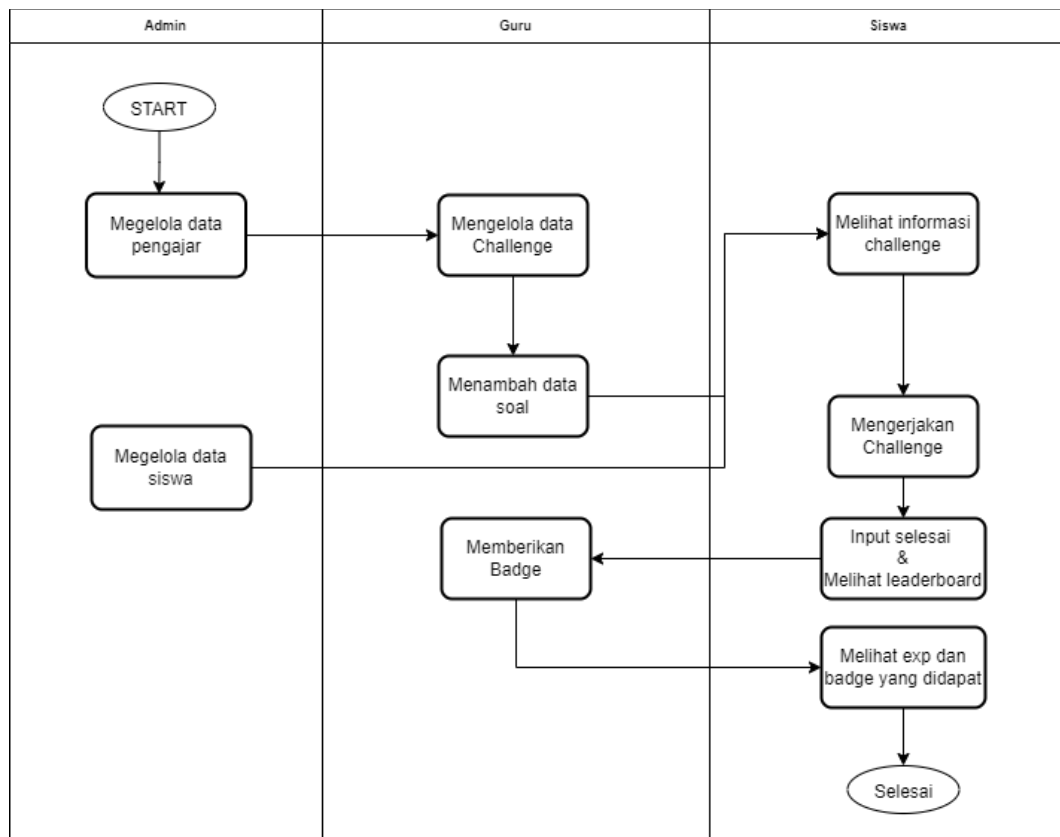 Admin
Guru
Siswa
START
Megelola data
pengajar
Mengelola data
Challenge
Melihat informasi
challenge
Menambah data
soal
Megelola data
siswa
Mengerjakan
Challenge
Input selesai
&
Melihat leaderboard
Memberikan
Badge
Melihat exp dan
badge yang didapat
Selesai